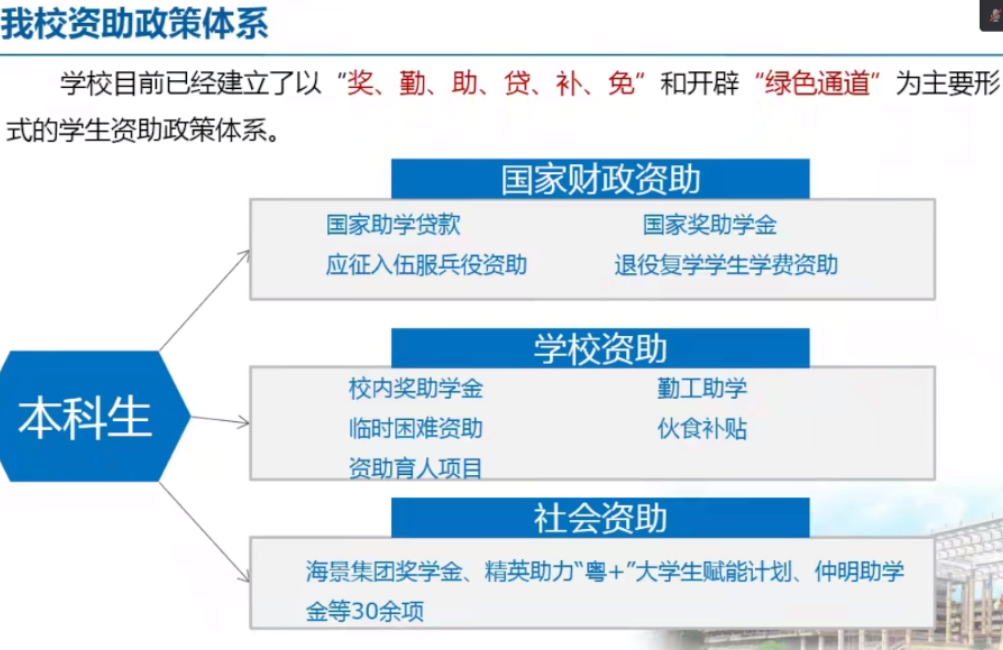 我校资助政策体系
学校目前已经建立了以“奖、勤、助、贷、补、免”和开辟“绿色通道”为主要形
式的学生资助政策体系。
国家财政资助
国家助学贷款 国家奖助学金
应征入伍服兵役资助 退役复学学生学费资助
学校资助
本科生
校内奖助学金 勤工助学
临时困难资助 伙食补贴
资助育人项目
社会资助
海景集团奖学金、精英助力“粤+”大学生赋能计划、仲明助学
金等30余项